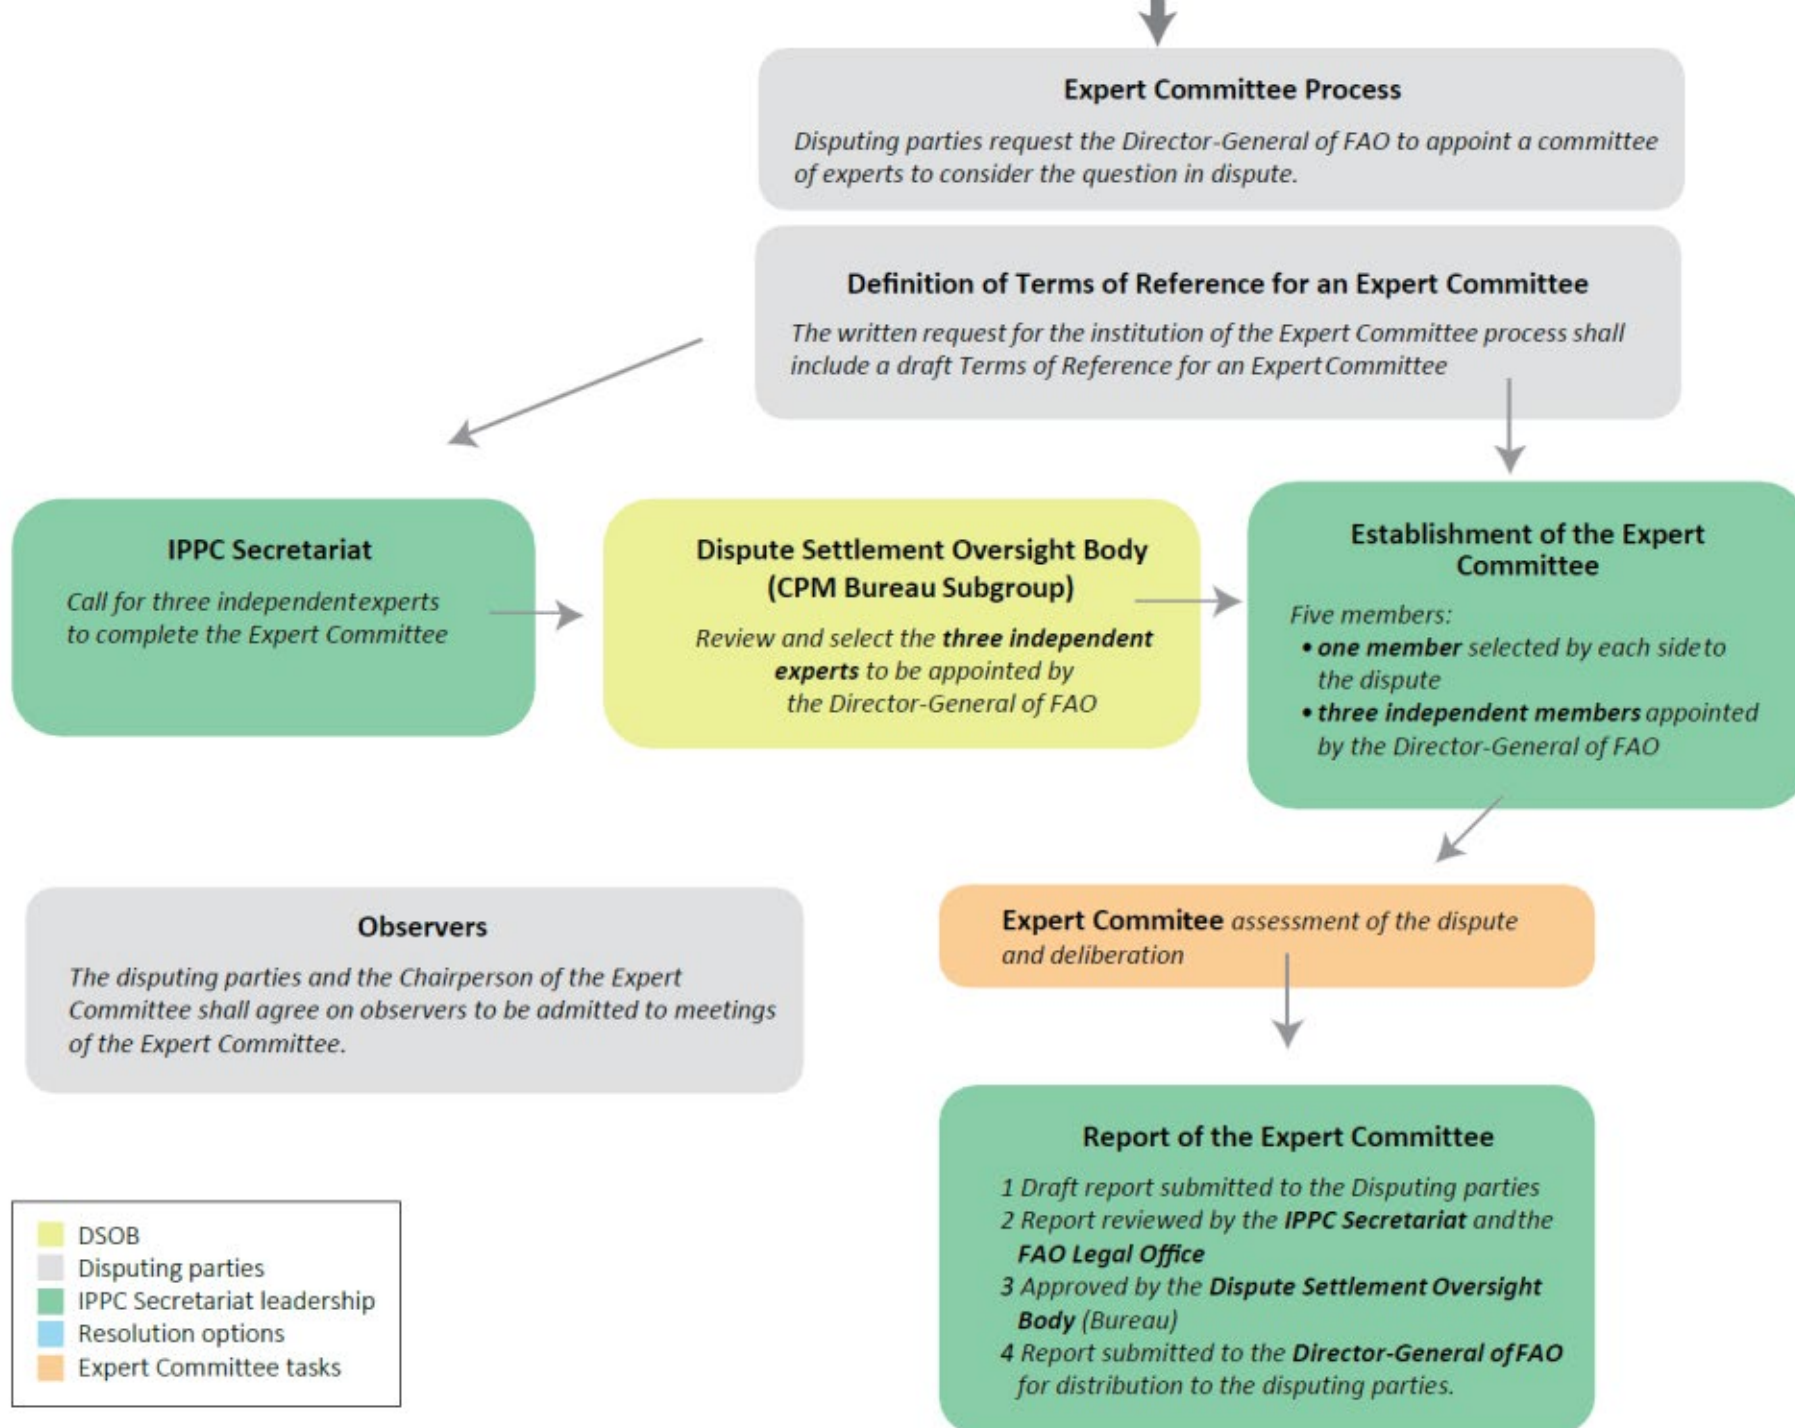 Expert Committee Process
Disputing parties request the Director-General of FAO to appoint a committee
of experts to consider the question in dispute.
Definition of Terms of Reference for an Expert Committee
The written request for the institution of the Expert Committee process shall
include a draft Terms of Reference for an Expert Committee
IPPC Secretariat
Call for three independent experts
to complete the Expert Committee
Dispute Settlement Oversight Body
(CPM Bureau Subgroup)
Review and select the three independent
experts to be appointed by
the Director-General of FAO
Establishment of the Expert
Committee
Five members:
• one member selected by each side to
the dispute
• three independent members appointed
by the Director-General of FAO
Observers
The disputing parties and the Chairperson of the Expert
Committee shall agree on observers to be admitted to meetings
of the Expert Committee.
Expert Commitee assessment of the dispute
and deliberation
Report of the Expert Committee
1 Draft report submitted to the Disputing parties
2 Report reviewed by the IPPC Secretariat and the
FAO Legal Office
3 Approved by the Dispute Settlement Oversight
Body (Bureau)
4 Report submitted to the Director-General of FAO
for distribution to the disputing parties.
DSOB
Disputing parties
IPPC Secretariat leadership
Resolution options
Expert Committee tasks